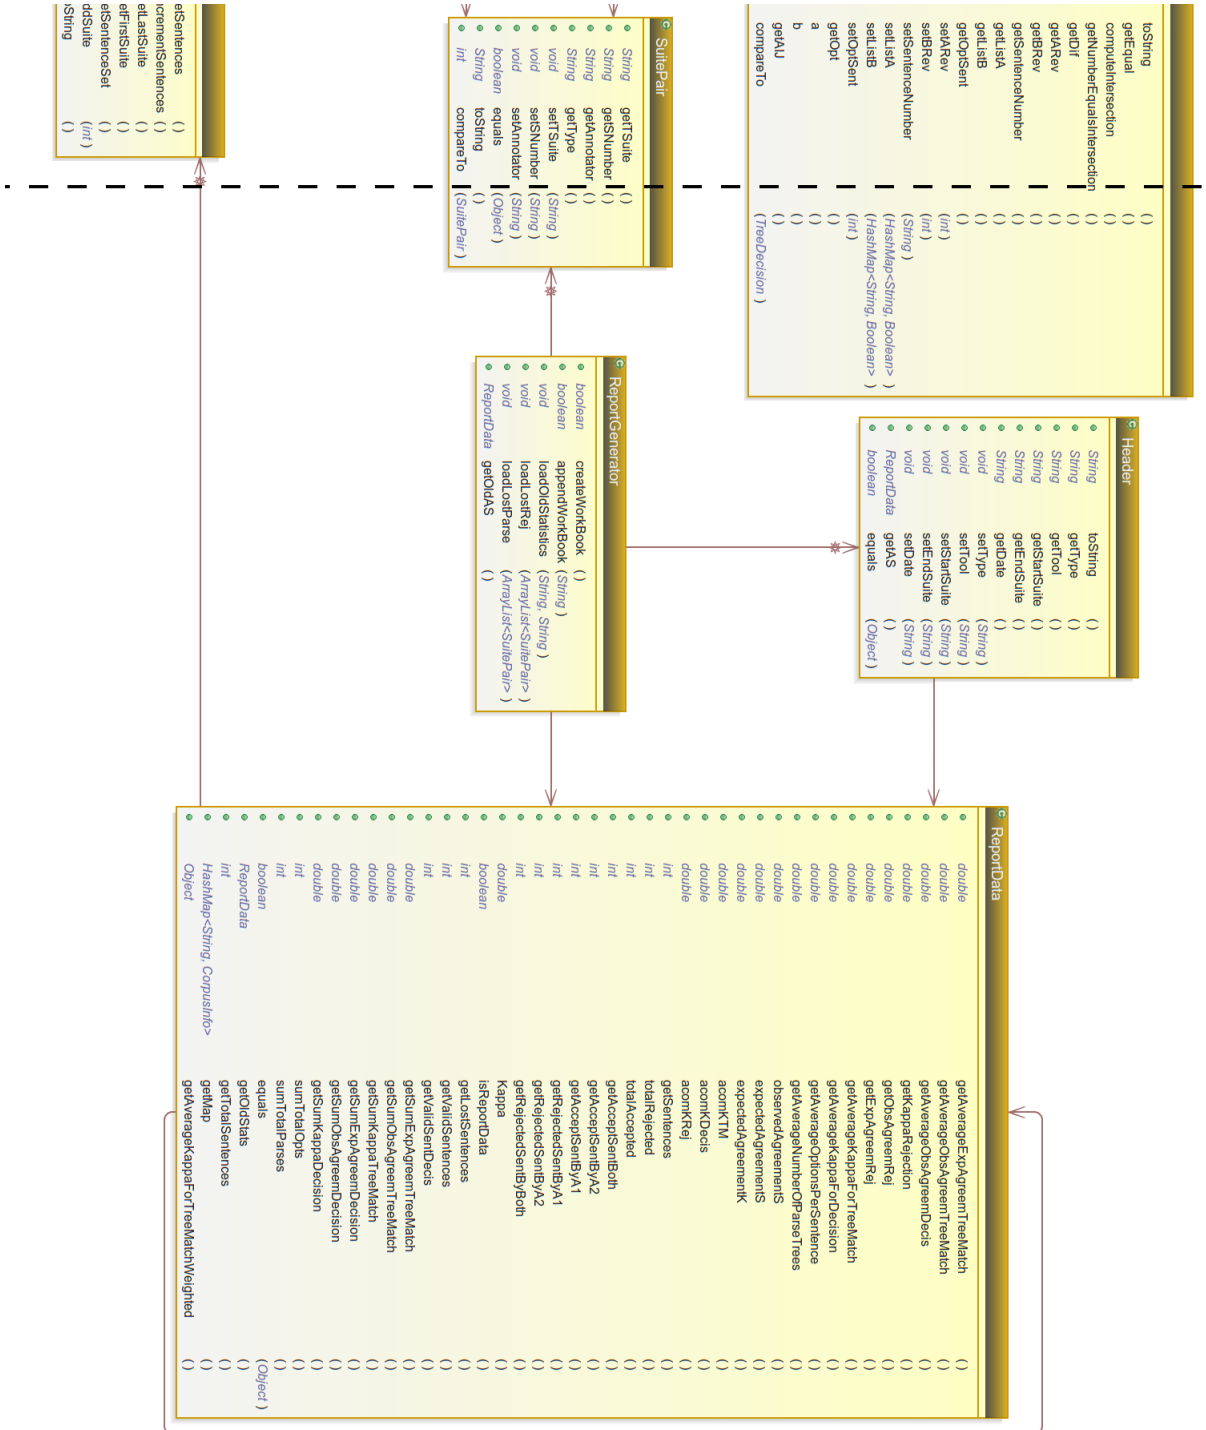 toString ( )
getEqual ( )
computeIntersection ( )
getNumberEqualsIntersection ( )
getDif ( )
getARev ( )
getBRev ( )
getSentenceNumber ( )
getListA ( )
getListB ( )
getOptSent ( )
setARev (int )
setBRev (int )
setSentenceNumber (String )
setListA (HashMap<String, Boolean> )
setListB (HashMap<String, Boolean> )
setOptSent (int )
getOpt ( )
a ( )
b ( )
getAIJ ( )
compareTo (TreeDecision )
Header
String toString ( )
String getType ( )
String getTool ( )
String getStartSuite ( )
String getEndSuite ( )
String getDate ( )
void setType (String )
void setTool (String )
void setStartSuite (String )
void setEndSuite (String )
void setDate (String )
ReportData getAS ( )
boolean equals (Object )
ReportData
double getAverageExpAgreemTreeMatch ( )
double getAverageObsAgreemTreeMatch ( )
double getAverageObsAgreemDecis ( )
double getKappaRejection ( )
double getObsAgreemRej ( )
double getExpAgreemRej ( )
double getAverageKappaForTreeMatch ( )
double getAverageKappaForDecision ( )
double getAverageOptionsPerSentence ( )
double getAverageNumberOfParseTrees ( )
double observedAgreementS ( )
double expectedAgreementS ( )
double expectedAgreementK ( )
double acomKTM ( )
double acomKDecis ( )
double acomKRej ( )
int getSentences ( )
int totalRejected ( )
int totalAccepted ( )
int getAcceptSentBoth ( )
int getAcceptSentByA2 ( )
int getAcceptSentByA1 ( )
int getRejectedSentByA1 ( )
int getRejectedSentByA2 ( )
int getRejectedSentByBoth ( )
double Kappa ( )
boolean isReportData ( )
int getLostSentences ( )
int getValidSentences ( )
int getValidSentDecis ( )
double getSumExpAgreemTreeMatch ( )
double getSumObsAgreemTreeMatch ( )
double getSumKappaTreeMatch ( )
double getSumExpAgreemDecision ( )
double getSumObsAgreemDecision ( )
double getSumKappaDecision ( )
int sumTotalOpts ( )
int sumTotalParses ( )
boolean equals (Object )
ReportData getOldStats ( )
int getTotalSentences ( )
HashMap<String, CorpusInfo> getMap ( )
Object getAverageKappaForTreeMatchWeighted ( )
SuitePair
String getTSuite ( )
String getSNumber ( )
String getAnnotator ( )
String getType ( )
void setTSuite (String )
void setSNumber (String )
void setAnnotator (String )
boolean equals (Object )
String toString ( )
int compareTo (SuitePair )
ReportGenerator
boolean createWorkBook ( )
boolean appendWorkBook (String )
void loadOldStatistics (String, String )
void loadLostRej (ArrayList<SuitePair> )
void loadLostParse (ArrayList<SuitePair> )
ReportData getOldAS ( )
etSentences ( )
crementSentences ( )
etLastSuite ( )
etFirstSuite ( )
etSentenceSet ( )
ddSuite (int )
oString ( )